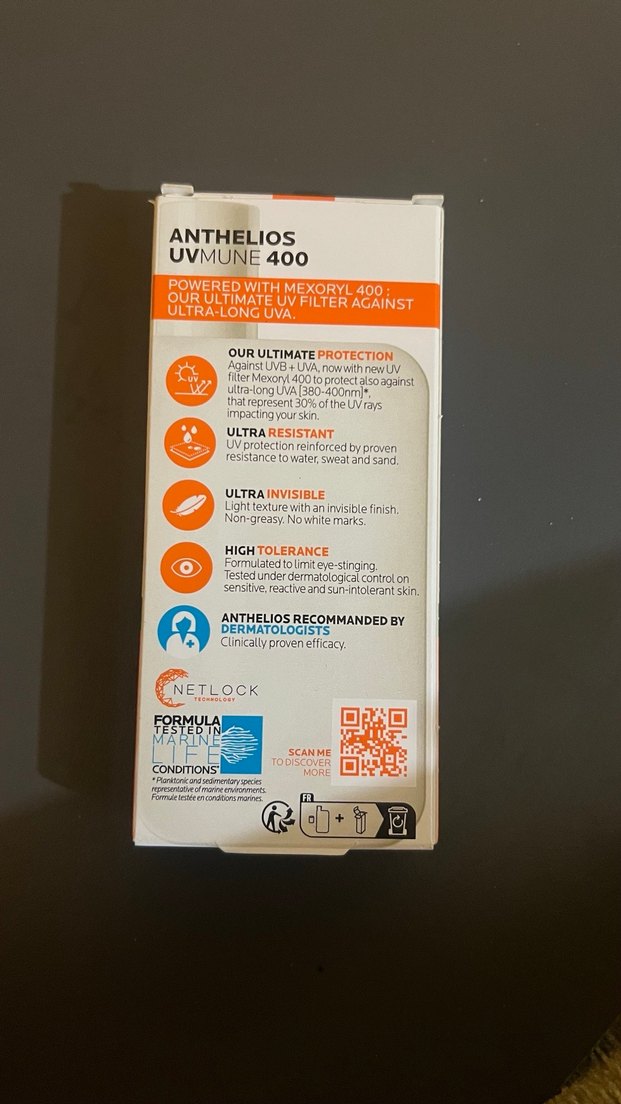 ANTHELIOS
UVMUNE 400
POWERED WITH MEXORYL 400 :
OUR ULTIMATE UV FILTER AGAINST
ULTRA-LONG UVA.
UV
OUR ULTIMATE PROTECTION
Against UVB + UVA, now with new UV
filter Mexoryl 400 to protect also against
ultra-long UVA [380-400nm]*,
that represent 30% of the UV rays
impacting your skin.
ULTRA RESISTANT
UV protection reinforced by proven
resistance to water, sweat and sand.
ULTRA INVISIBLE
Light texture with an invisible finish.
Non-greasy. No white marks.
HIGH TOLERANCE
Formulated to limit eye-stinging.
Tested under dermatological control on
sensitive, reactive and sun-intolerant skin.
ANTHELIOS RECOMMANDED BY
DERMATOLOGISTS
Clinically proven efficacy.
NETLOCK
TECHNOLOGY
FORMULA
TESTED IN
MARINE
LIFE
CONDITIONS*
* Planktonic and sedimentary species
representative of marine environments.
Formule testée en conditions marines.
SCAN ME
TO DISCOVER
MORE
FR
+